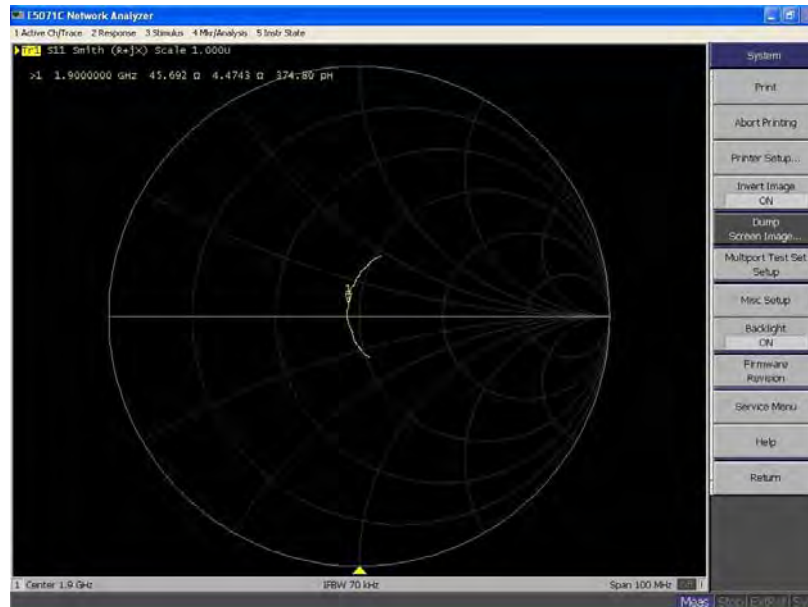 E5071C Network Analyzer
1 Active Ch/Trace 2 Response 3 Stimulus 4 Mkr/Analysis 5 Instr State
Tr1 S11 Smith (R+jX) Scale 1.000U
>1 1.9000000 GHz 45.692 Ω 4.4743 Ω 374.80 pH
System
Print
Abort Printing
Printer Setup...
Invert Image
ON
Dump
Screen Image...
Multiport Test Set
Setup
Misc Setup
Backlight
ON
Firmware
Revision
Service Menu
Help
Return
1 Center 1.9 GHz IFBW 70 kHz Span 100 MHz
Meas Stop ExtRef